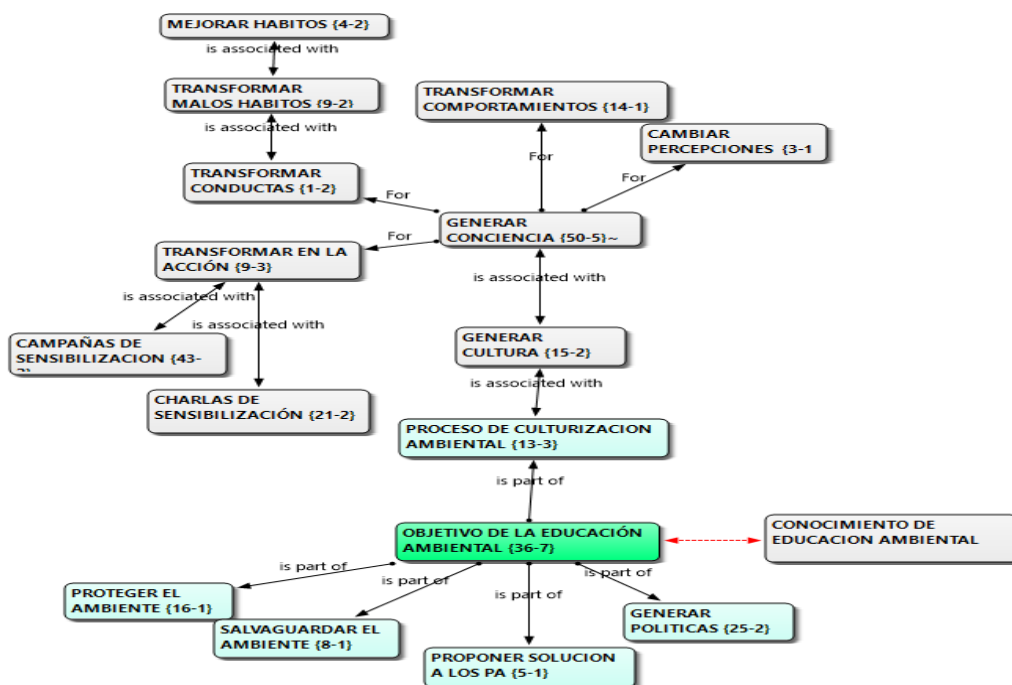 MEJORAR HABITOS {4-2}
is associated with
TRANSFORMAR
MALOS HABITOS {9-2}
is associated with
TRANSFORMAR
CONDUCTAS {1-2}
TRANSFORMAR
COMPORTAMIENTOS {14-1}
CAMBIAR
PERCEPCIONES {3-1
For
For
For
GENERAR
CONCIENCIA {50-5}~
For
TRANSFORMAR EN LA
ACCIÓN {9-3}
is associated with
is associated with
is associated with
CAMPAÑAS DE
SENSIBILIZACION {43-
CHARLAS DE
SENSIBILIZACIÓN {21-2}
GENERAR
CULTURA {15-2}
is associated with
PROCESO DE CULTURIZACION
AMBIENTAL {13-3}
is part of
OBJETIVO DE LA EDUCACIÓN
AMBIENTAL {36-7}
CONOCIMIENTO DE
EDUCACION AMBIENTAL
is part of
is part of
is part of
is part of
PROTEGER EL
AMBIENTE {16-1}
SALVAGUARDAR EL
AMBIENTE {8-1}
PROPONER SOLUCION
A LOS PA {5-1}
GENERAR
POLITICAS {25-2}